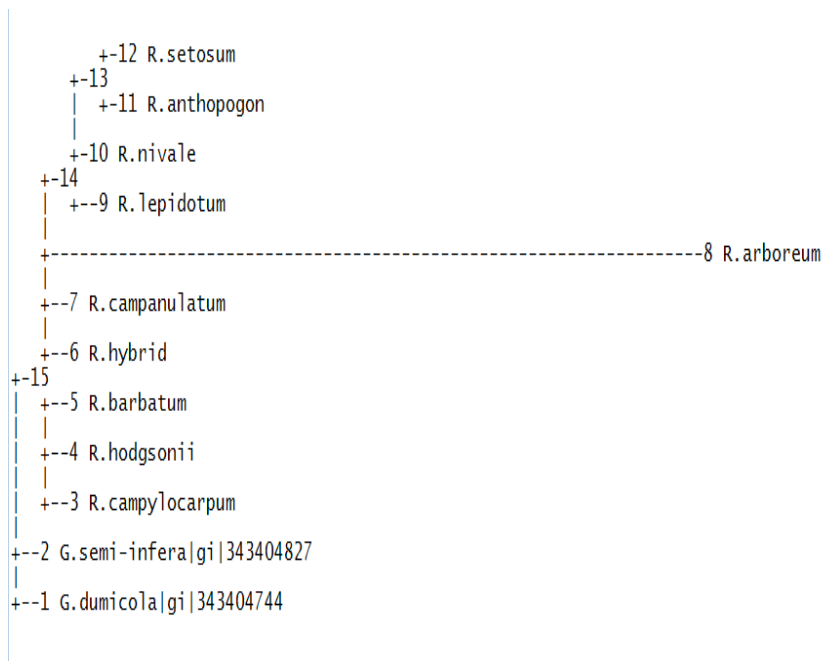 +-12 R.setosum
+-13
| +-11 R.anthopogon
|
+-10 R.nivale
+-14
| +--9 R.lepidotum
|
+-------------------------------------------------------------------8 R.arboreum
|
+--7 R.campanulatum
|
+--6 R.hybrid
+-15
| +--5 R.barbatum
| |
| +--4 R.hodgsonii
| |
| +--3 R.campylocarpum
|
+--2 G.semi-infera|gi|343404827
|
+--1 G.dumicola|gi|343404744